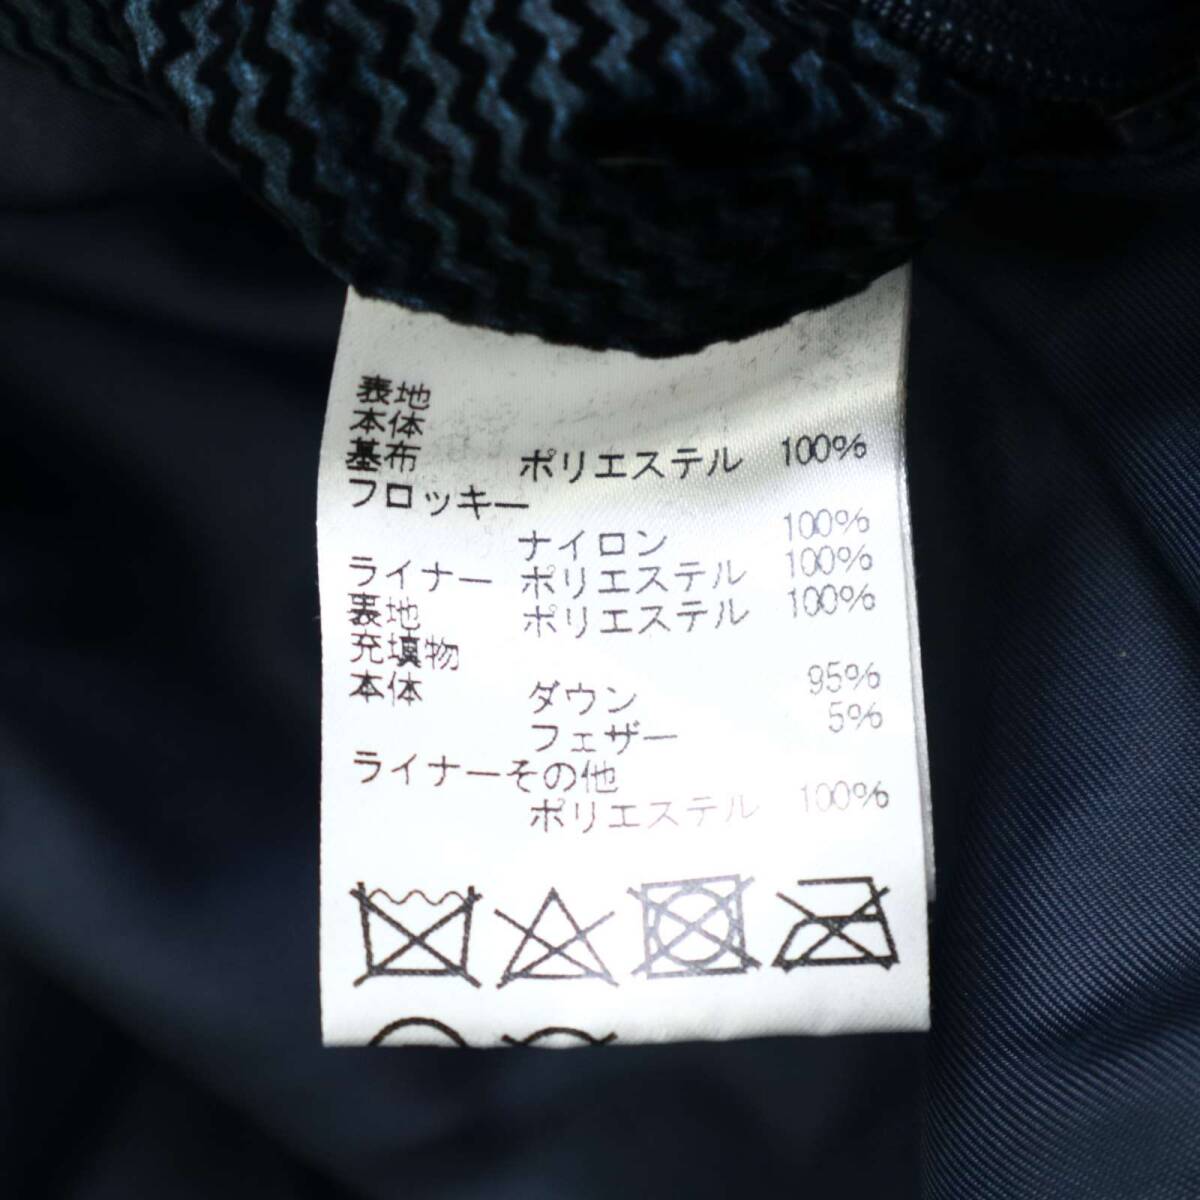 表地
本体
基布 ポリエステル 100%
フロッキー
ナイロン 100%
ライナー ポリエステル 100%
裏地 ポリエステル 100%
充填物
本体 ダウン 95%
フェザー 5%
ライナーその他
ポリエステル 100%